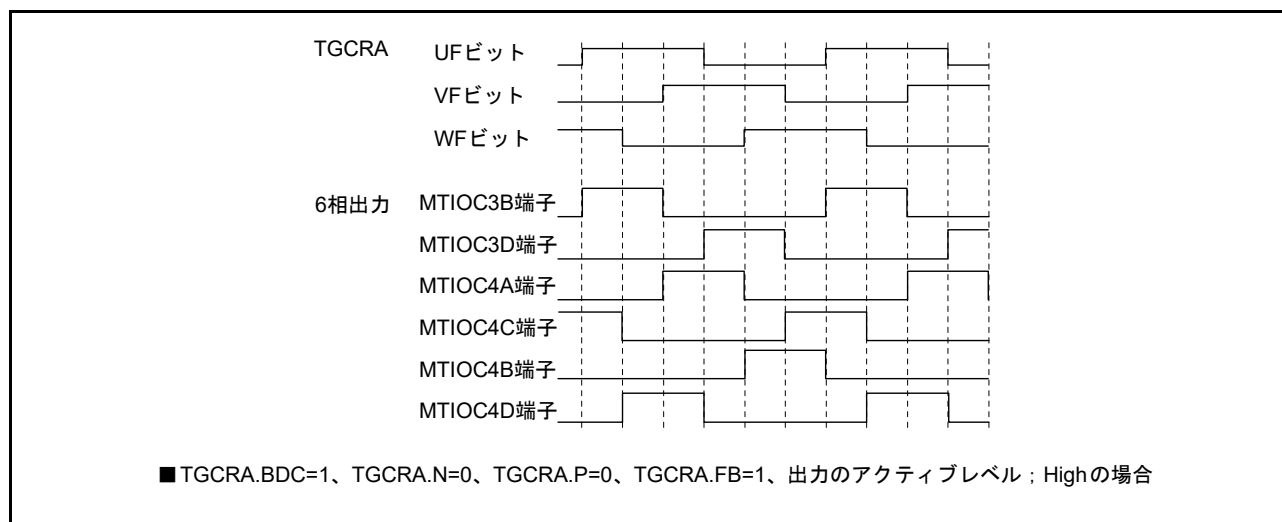 TGCRA UFビット
VFビット
WFビット
6相出力 MTIOC3B端子
MTIOC3D端子
MTIOC4A端子
MTIOC4C端子
MTIOC4B端子
MTIOC4D端子
■TGCRA.BDC=1、TGCRA.N=0、TGCRA.P=0、TGCRA.FB=1、出力のアクティブレベル；Highの場合